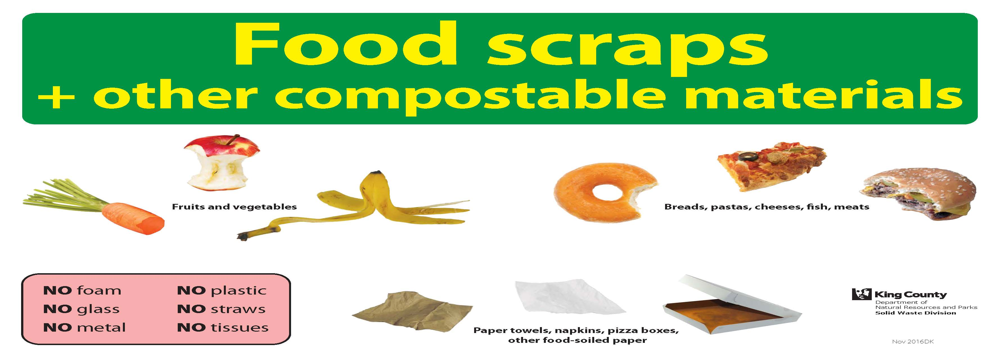 Food scraps
+ other compostable materials
Fruits and vegetables
Breads, pastas, cheeses, fish, meats
NO foam
NO glass
NO metal
NO plastic
NO straws
NO tissues
Paper towels, napkins, pizza boxes,
other food-soiled paper
King County
Department of
Natural Resources and Parks
Solid Waste Division
Nov 2016DK